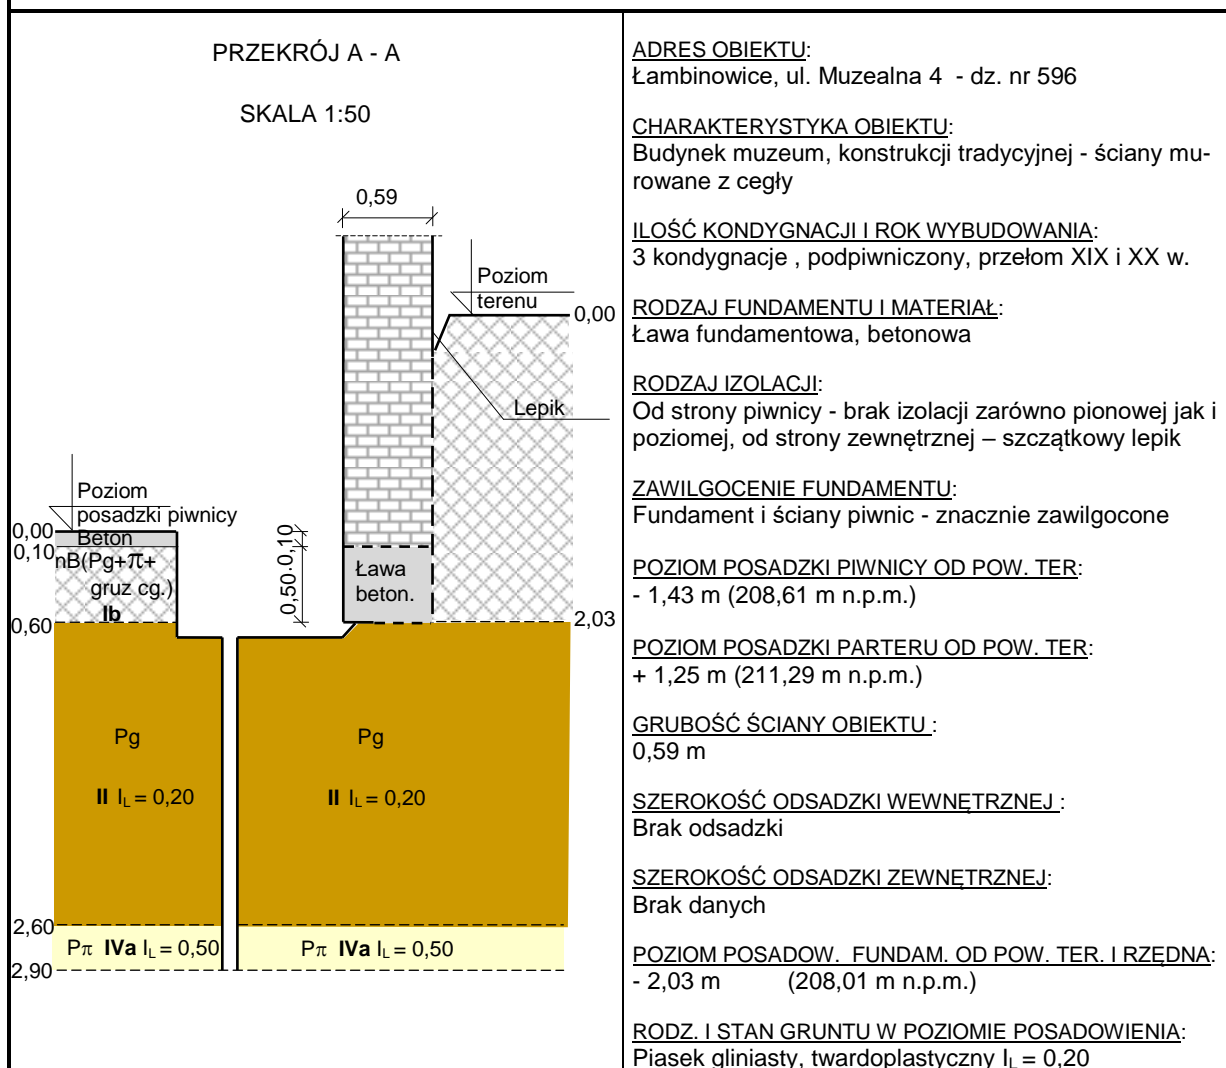 PRZEKRÓJ A - A
SKALA 1:50
0,59
Poziom
terenu
0,00
Lepik
Poziom
posadzki piwnicy
0,00
Beton
0,10
nB(Pg+π+
gruz cg.)
Ib
0,60
0,50
0,10
Ława
beton.
2,03
Pg
Pg
II I_L = 0,20
II I_L = 0,20
2,60
Pπ IVa I_L = 0,50
Pπ IVa I_L = 0,50
2,90
ADRES OBIEKTU:
Łambinowice, ul. Muzealna 4 - dz. nr 596
CHARAKTERYSTYKA OBIEKTU:
Budynek muzeum, konstrukcji tradycyjnej - ściany mu-
rowane z cegły
ILOŚĆ KONDYGNACJI I ROK WYBUDOWANIA:
3 kondygnacje , podpiwniczony, przełom XIX i XX w.
RODZAJ FUNDAMENTU I MATERIAŁ:
Ława fundamentowa, betonowa
RODZAJ IZOLACJI:
Od strony piwnicy - brak izolacji zarówno pionowej jak i
poziomej, od strony zewnętrznej – szczątkowy lepik
ZAWILGOCENIE FUNDAMENTU:
Fundament i ściany piwnic - znacznie zawilgocone
POZIOM POSADZKI PIWNICY OD POW. TER:
- 1,43 m (208,61 m n.p.m.)
POZIOM POSADZKI PARTERU OD POW. TER:
+ 1,25 m (211,29 m n.p.m.)
GRUBOŚĆ ŚCIANY OBIEKTU :
0,59 m
SZEROKOŚĆ ODSADZKI WEWNĘTRZNEJ :
Brak odsadzki
SZEROKOŚĆ ODSADZKI ZEWNĘTRZNEJ:
Brak danych
POZIOM POSADOW. FUNDAM. OD POW. TER. I RZĘDNA:
- 2,03 m (208,01 m n.p.m.)
RODZ. I STAN GRUNTU W POZIOMIE POSADOWIENIA:
Piasek gliniasty, twardoplastyczny I_L = 0,20